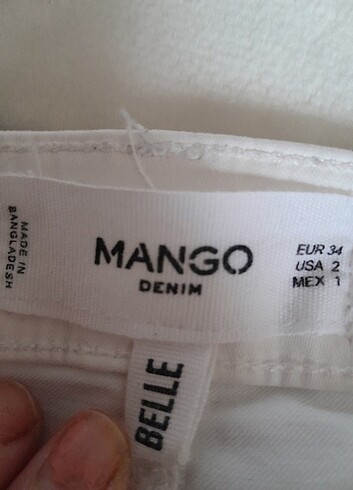 MADE IN
BANGLADESH
MANGO
DENIM
EUR 34
USA 2
MEX 1
BELLE